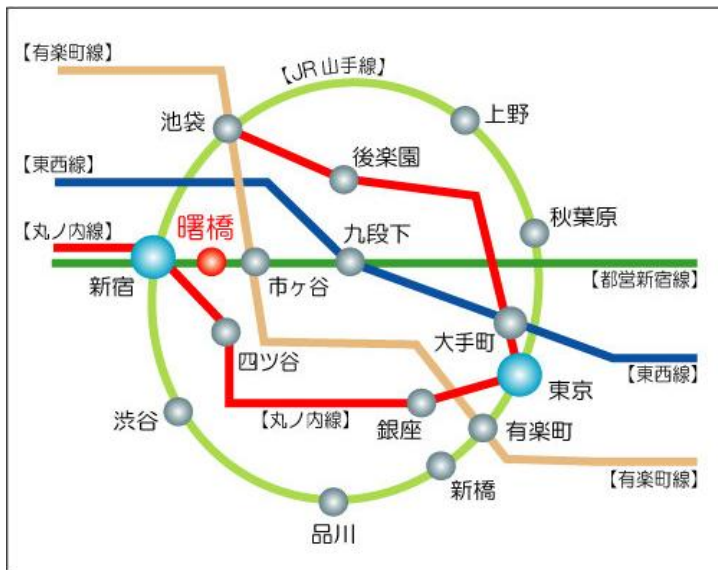 【有楽町線】
【JR山手線】
池袋
上野
後楽園
【東西線】
秋葉原
【丸ノ内線】
曙橋
九段下
新宿
市ヶ谷
【都営新宿線】
大手町
四ツ谷
【東西線】
東京
渋谷
【丸ノ内線】
銀座
有楽町
新橋
【有楽町線】
品川